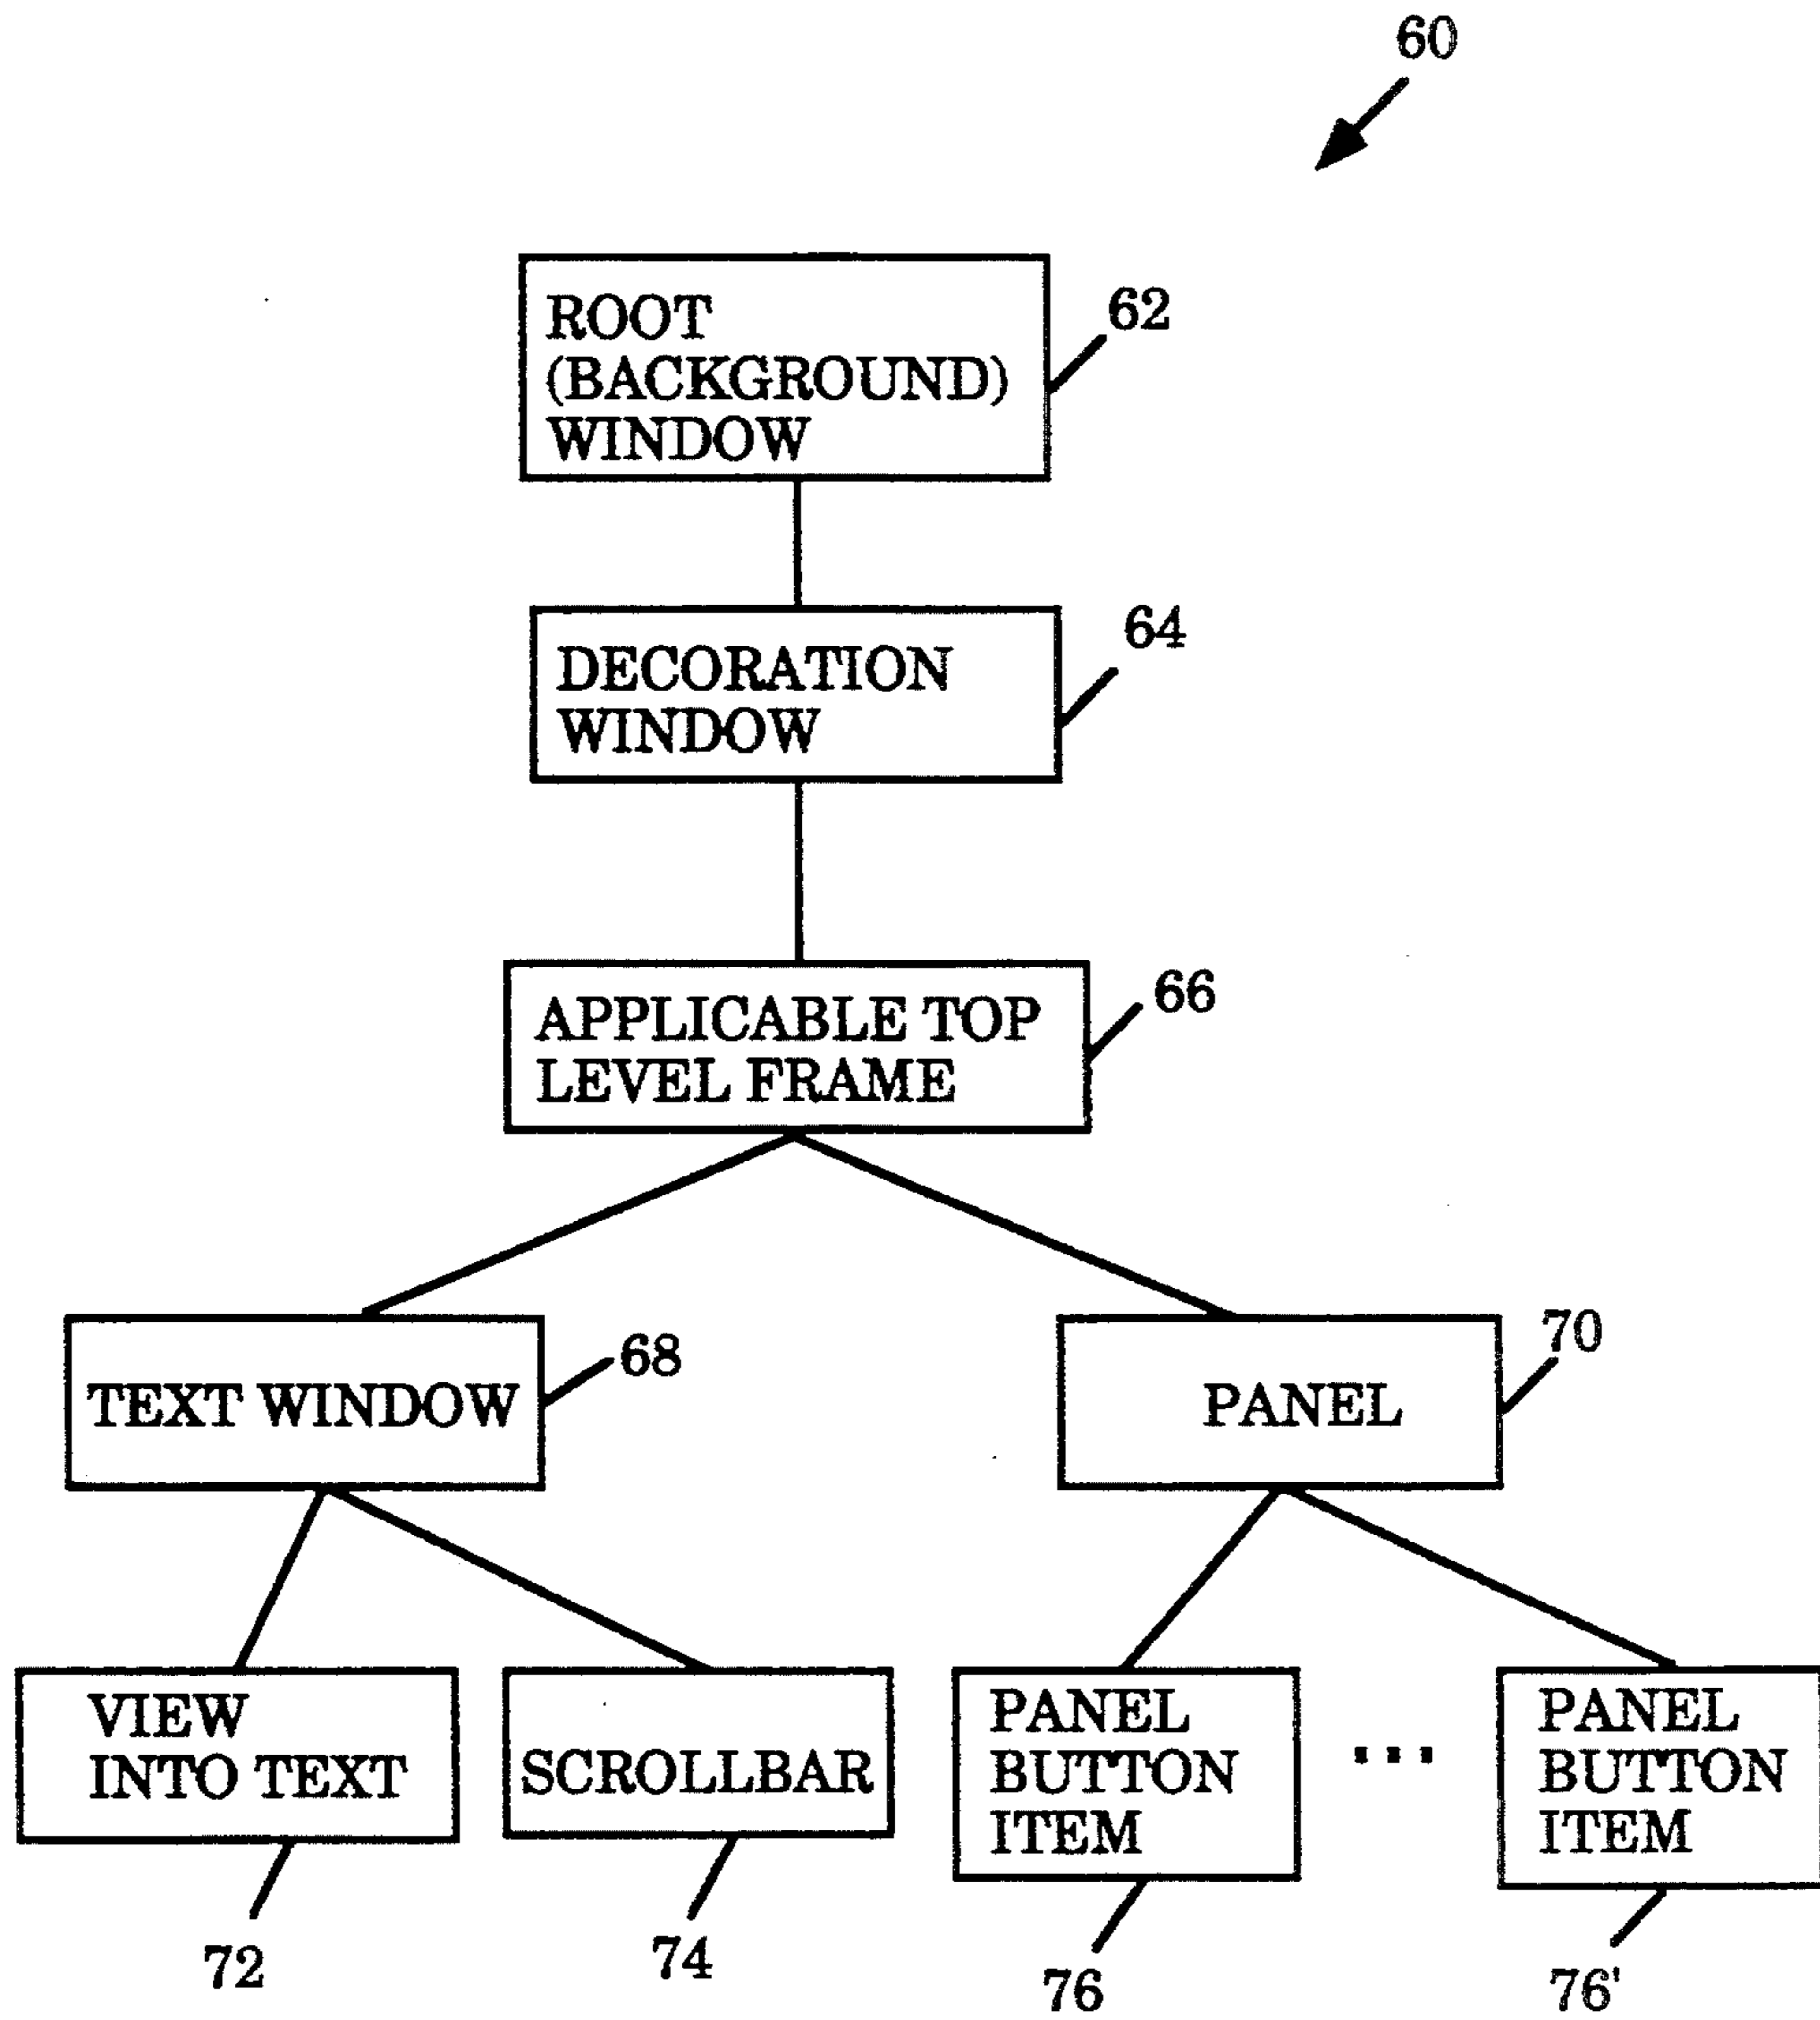 60
ROOT
(BACKGROUND)
WINDOW
62
DECORATION
WINDOW
64
APPLICABLE TOP
LEVEL FRAME
66
TEXT WINDOW
68
PANEL
70
VIEW
INTO TEXT
SCROLLBAR
PANEL
BUTTON
ITEM
...
PANEL
BUTTON
ITEM
72
74
76
76'